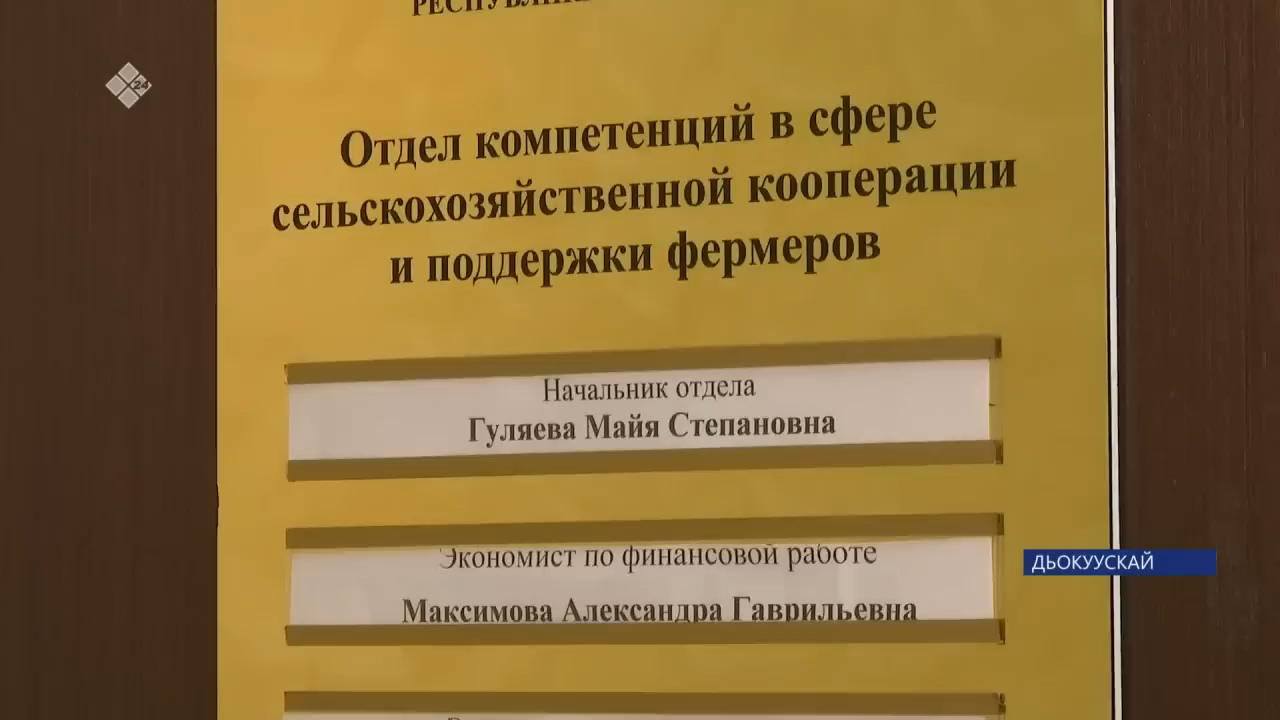 Отдел компетенций в сфере
сельскохозяйственной кооперации
и поддержки фермеров
Начальник отдела
Гуляева Майя Степановна
Экономист по финансовой работе
Максимова Александра Гаврильевна
ДЬОКУУСКАЙ
24